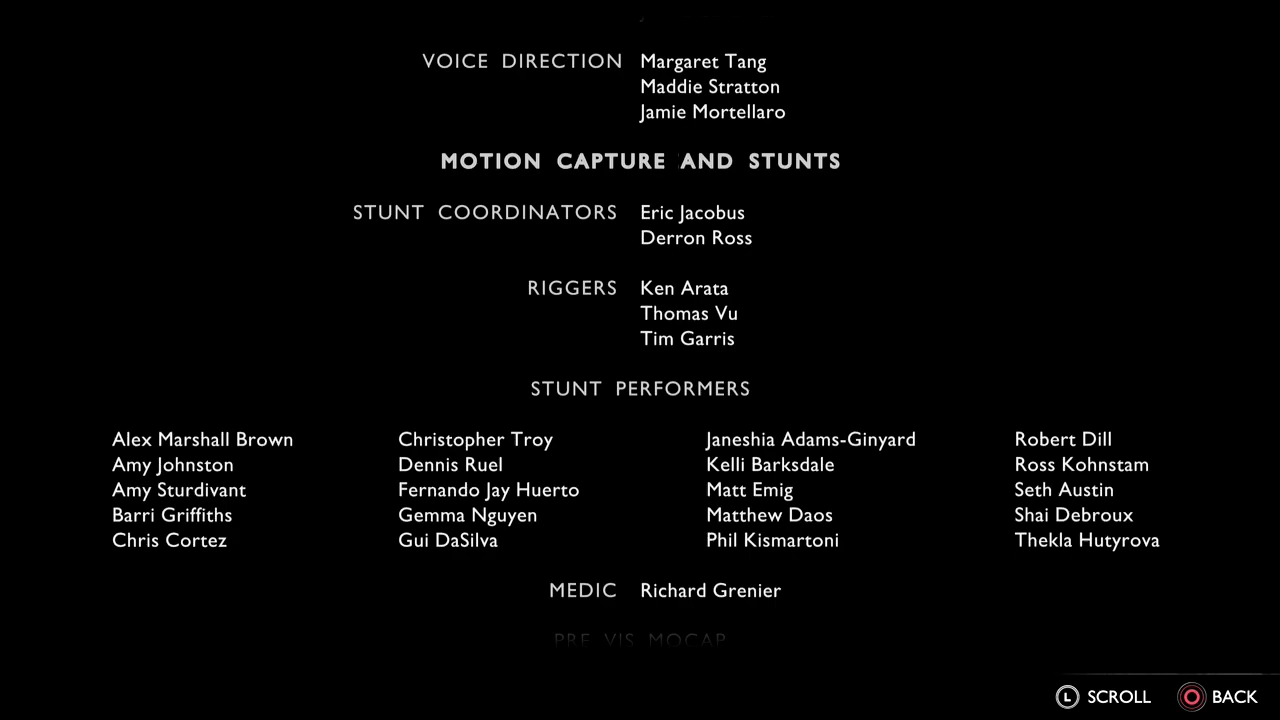 VOICE DIRECTION Margaret Tang
Maddie Stratton
Jamie Mortellaro
MOTION CAPTURE AND STUNTS
STUNT COORDINATORS Eric Jacobus
Derron Ross
RIGGERS Ken Arata
Thomas Vu
Tim Garris
STUNT PERFORMERS
Alex Marshall Brown Christopher Troy Janeshia Adams-Ginyard Robert Dill
Amy Johnston Dennis Ruel Kelli Barksdale Ross Kohnstam
Amy Sturdivant Fernando Jay Huerto Matt Emig Seth Austin
Barri Griffiths Gemma Nguyen Matthew Daos Shai Debroux
Chris Cortez Gui DaSilva Phil Kismartoni Thekla Hutyrova
MEDIC Richard Grenier
PRE VIS MOCAP
L SCROLL BACK